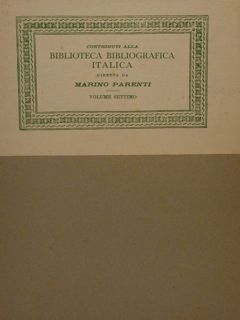 CONTRIBUTI ALLA
BIBLIOTECA BIBLIOGRAFICA
ITALICA
DIRETTA DA
MARINO PARENTI
VOLUME SETTIMO